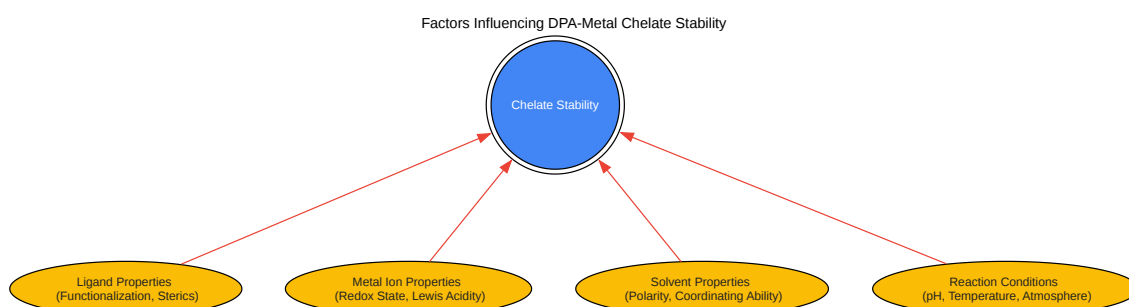 Factors Influencing DPA-Metal Chelate Stability
Chelate Stability
Ligand Properties
(Functionalization, Sterics)
Metal Ion Properties
(Redox State, Lewis Acidity)
Solvent Properties
(Polarity, Coordinating Ability)
Reaction Conditions
(pH, Temperature, Atmosphere)